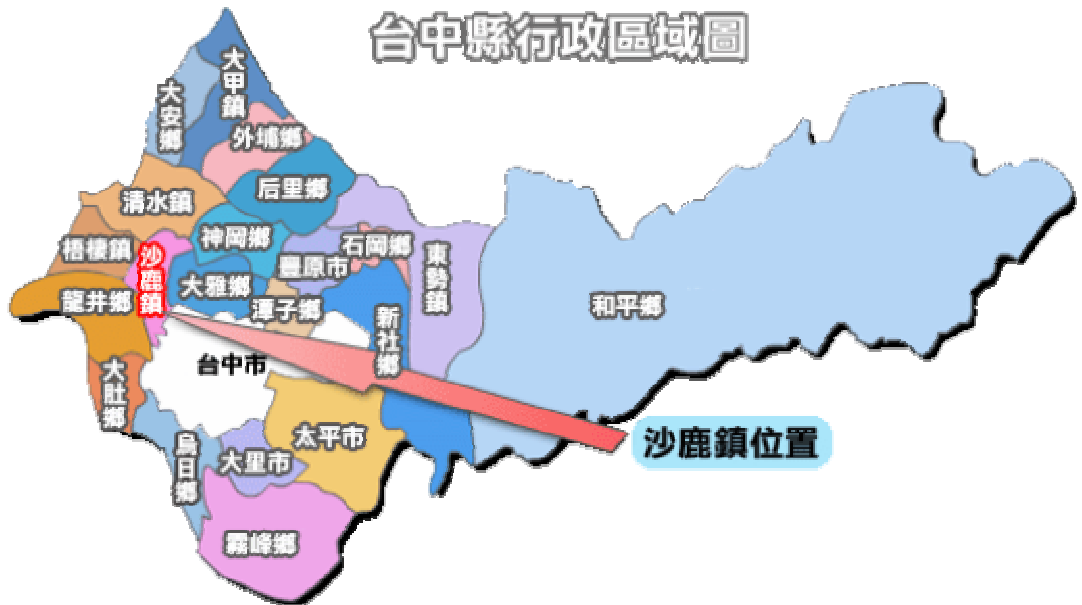 台中縣行政區域圖
大甲鎮
大安鄉
外埔鄉
后里鄉
清水鎮
神岡鄉
石岡鄉
梧棲鎮
沙鹿鎮
豐原市
東勢鎮
大雅鄉
龍井鄉
潭子鄉
和平鄉
新社鄉
台中市
大肚鄉
太平市
沙鹿鎮位置
烏日鄉
大里市
霧峰鄉